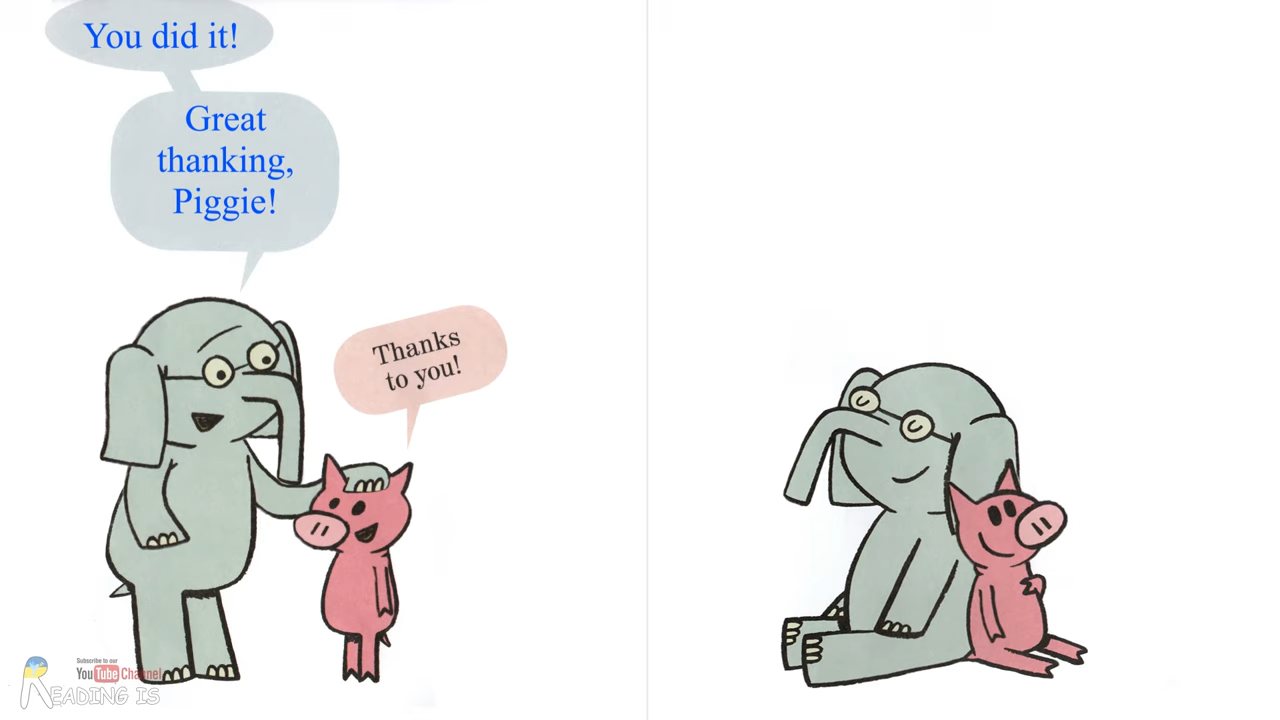 You did it!
Great
thanking,
Piggie!
Thanks
to you!
Subscribe to our
YouTube Channel
READING IS